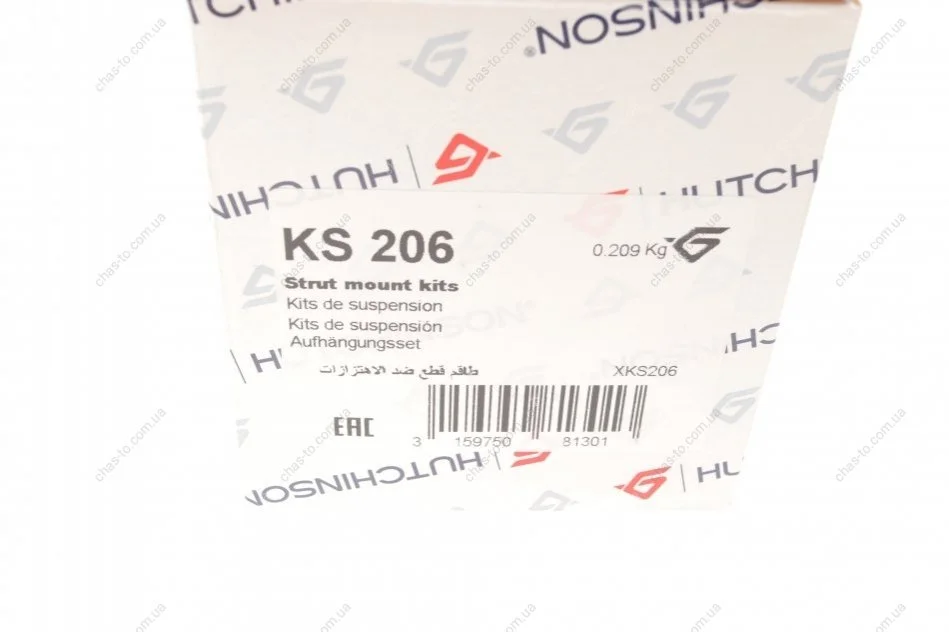 HUTCHINSON
HUTCHINSON
HUTCH
KS 206
0.209 Kg
Strut mount kits
Kits de suspension
Kits de suspensión
Aufhängungsset
طاقم قطع ضد الاهتزازات
XKS206
EAC
3 159750 81301
HUTCHINSON
HU
chas-to.com.ua